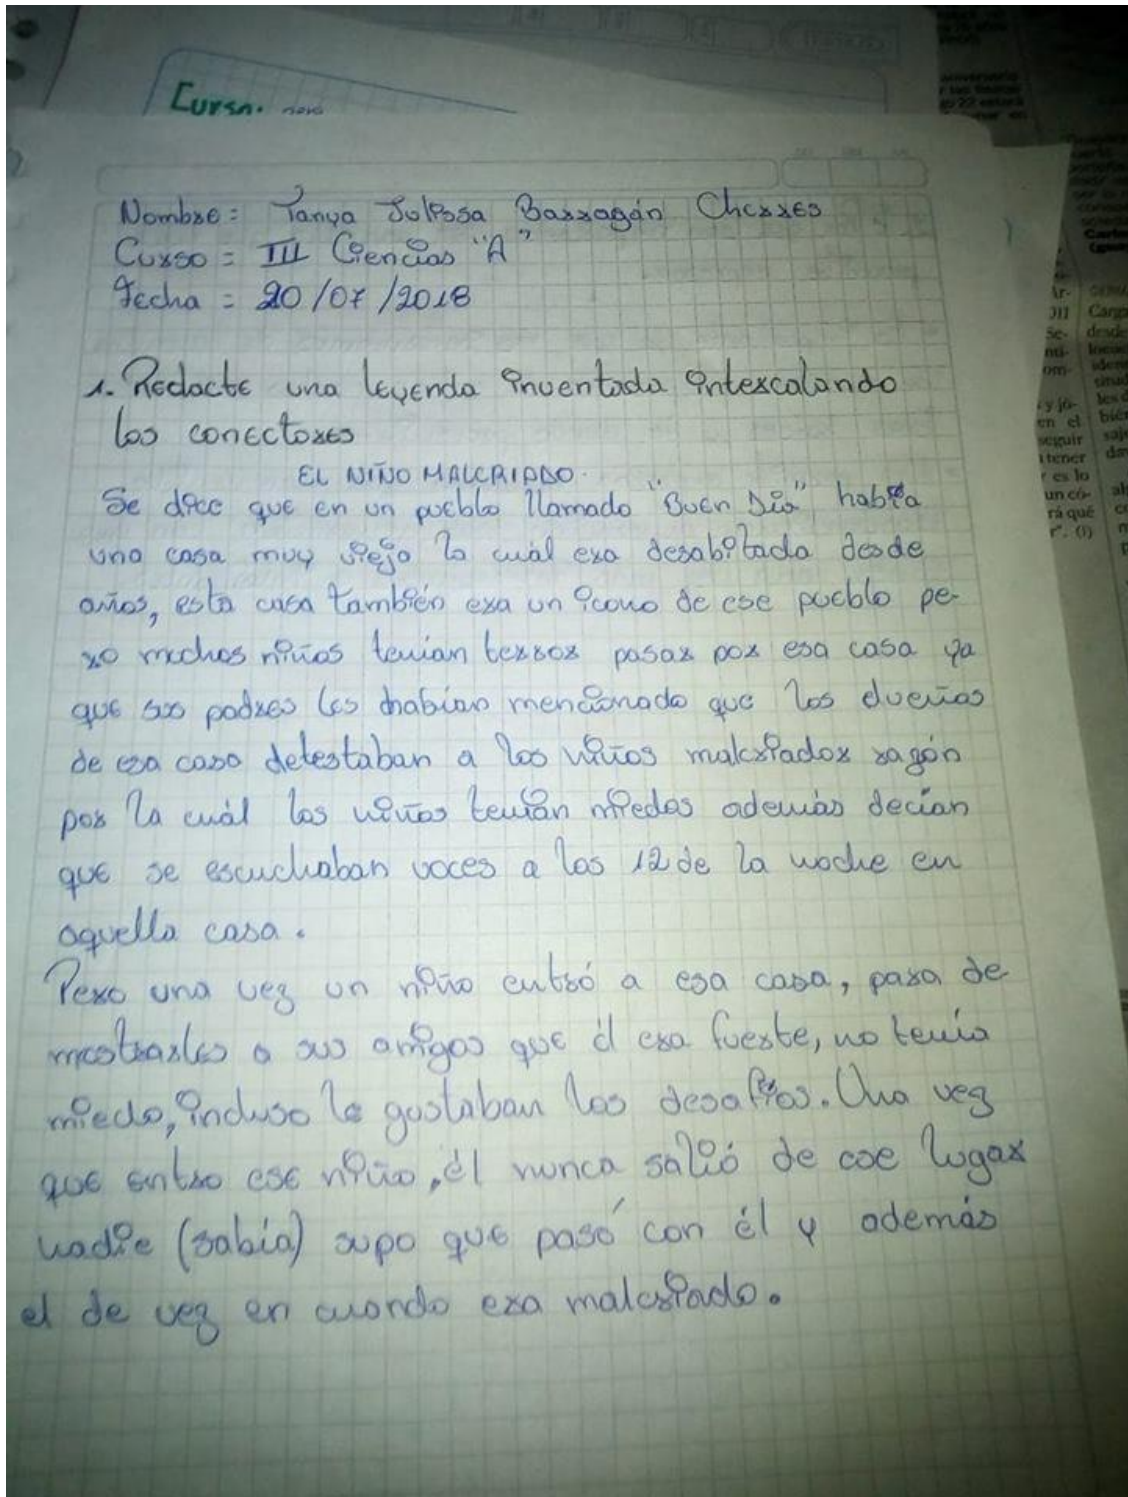 Curso.
Nombre: Tanya Julissa Barragán Cherres
Curso = III Ciencias "A"
Fecha = 20/07/2018
1. Redacte una leyenda inventada intercalando
los conectores
EL NIÑO MALCRIADO.
Se dice que en un pueblo llamado "Buen Día" había
una casa muy vieja la cuál era desabitada desde
años, esta casa también era un icono de ese pueblo pe-
ro muchos niños tenían terror pasar por esa casa ya
que sus padres les habían mencionado que los dueños
de esa casa detestaban a los niños malcriador razón
por la cuál los niños tenían miedos además decían
que se escuchaban voces a las 12 de la noche en
aquella casa.
Pero una vez un niño entró a esa casa, para de
mostrarles a sus amigos que él era fuerte, no tenía
miedo, incluso le gustaban los desafios. Una vez
que entro ese niño, él nunca salió de ese lugar
nadie (sabía) supo que pasó con él y además
el de vez en cuando era malcriado.